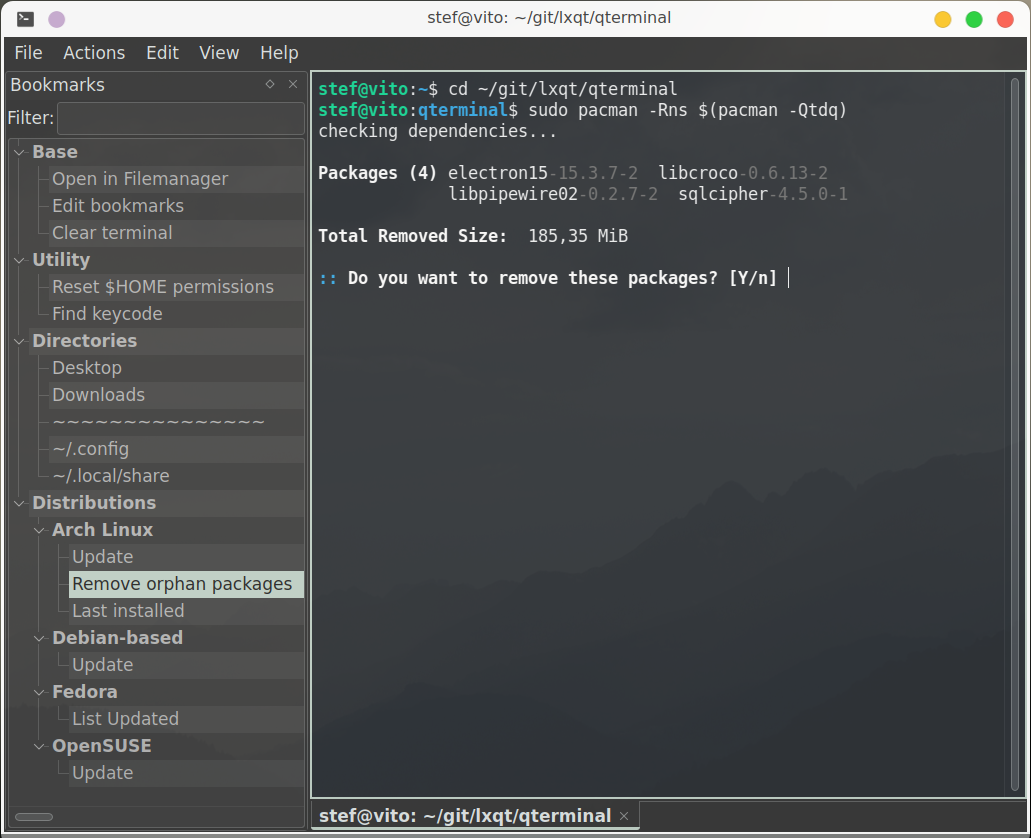 stef@vito: ~/git/lxqt/qterminal
File Actions Edit View Help
Bookmarks
Filter:
Base
Open in Filemanager
Edit bookmarks
Clear terminal
Utility
Reset $HOME permissions
Find keycode
Directories
Desktop
Downloads
~~~~~~~~~~~~~~~
~/.config
~/.local/share
Distributions
Arch Linux
Update
Remove orphan packages
Last installed
Debian-based
Update
Fedora
List Updated
OpenSUSE
Update
stef@vito:~$ cd ~/git/lxqt/qterminal
stef@vito:qterminal$ sudo pacman -Rns $(pacman -Qtdq)
checking dependencies...
Packages (4) electron15-15.3.7-2  libcroco-0.6.13-2
libpipewire02-0.2.7-2  sqlcipher-4.5.0-1
Total Removed Size:  185,35 MiB
:: Do you want to remove these packages? [Y/n]
stef@vito: ~/git/lxqt/qterminal